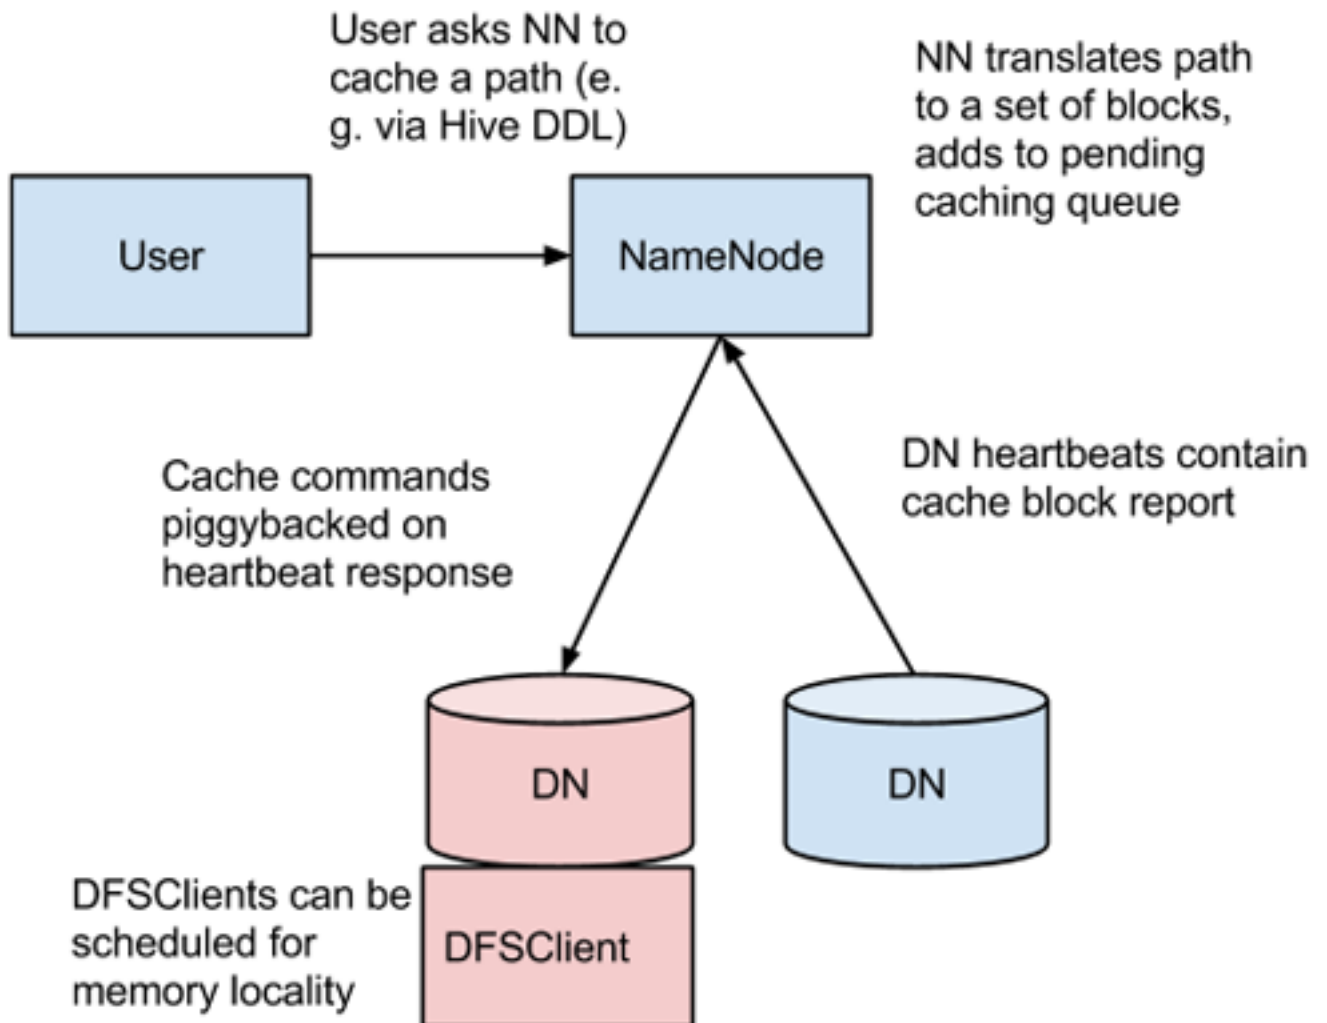 User asks NN to
cache a path (e.
g. via Hive DDL)
NN translates path
to a set of blocks,
adds to pending
caching queue
User
NameNode
Cache commands
piggybacked on
heartbeat response
DN heartbeats contain
cache block report
DN
DN
DFSClients can be
scheduled for
memory locality
DFSClient